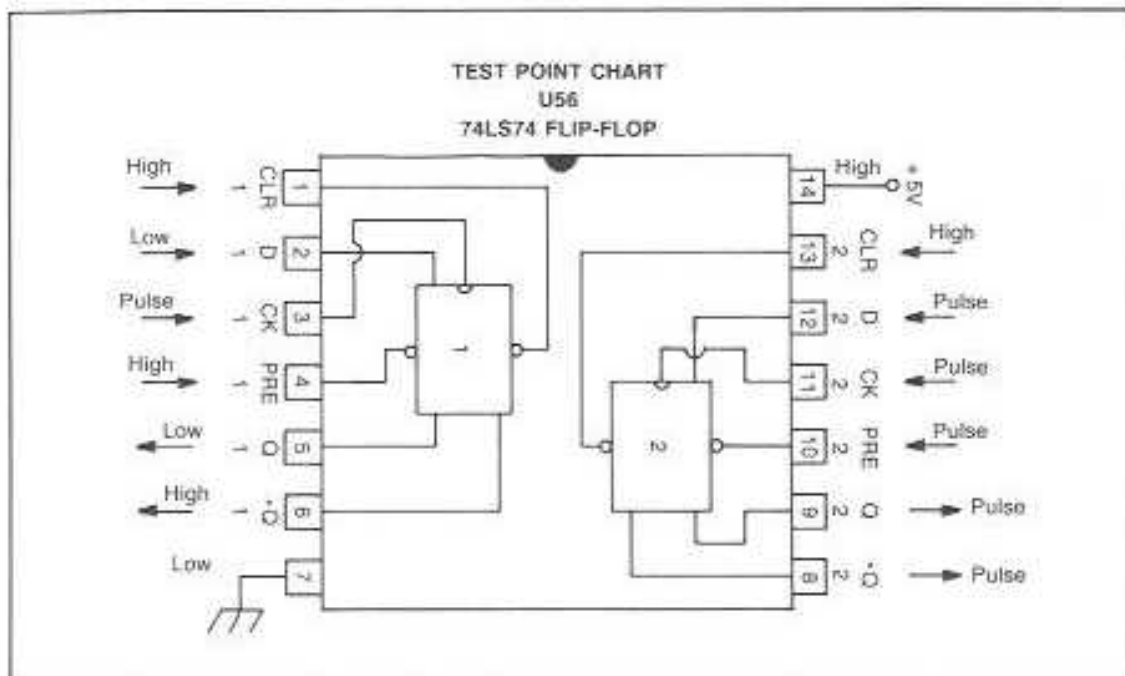 TEST POINT CHART
U56
74LS74 FLIP-FLOP
High 1 CLR 1
Low 1 D 2
Pulse 1 CK 3
High 1 PRE 4
Low 1 Q 5
High 1 *Q 6
Low 7
1
14 High + 5V
13 2 CLR High
12 2 D Pulse
11 2 CK Pulse
10 2 PRE Pulse
9 2 Q Pulse
8 2 *Q Pulse
2